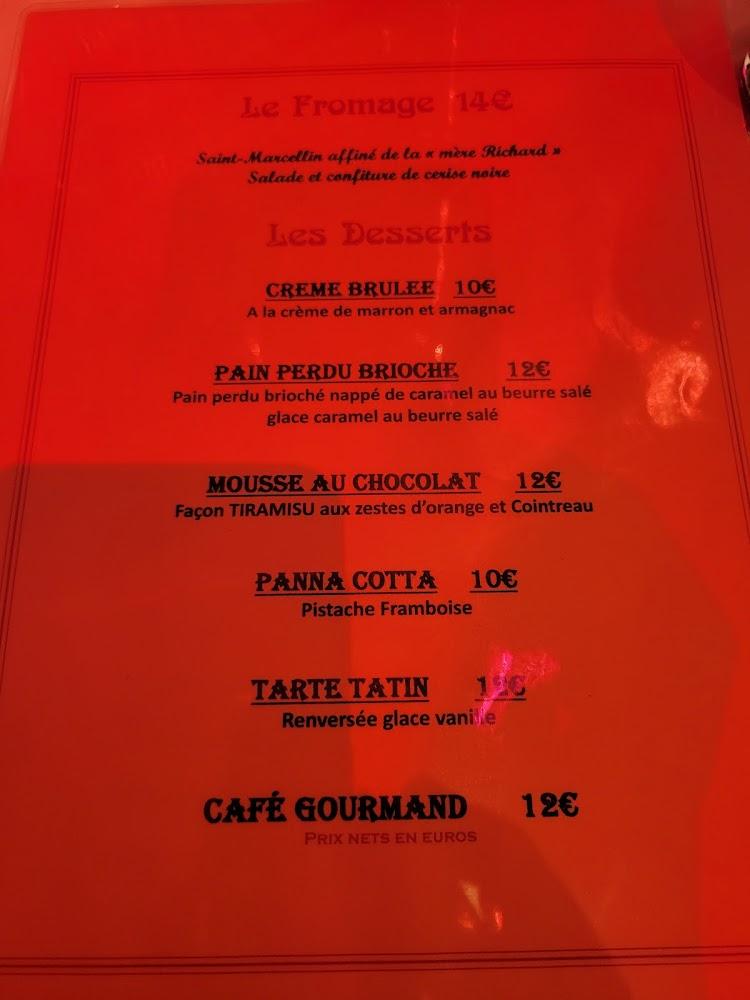 Le Fromage 14€
Saint-Marcellin affiné de la « mère Richard »
Salade et confiture de cerise noire
Les Desserts
CREME BRULEE 10€
A la crème de marron et armagnac
PAIN PERDU BRIOCHE 12€
Pain perdu brioché nappé de caramel au beurre salé
glace caramel au beurre salé
MOUSSE AU CHOCOLAT 12€
Façon TIRAMISU aux zestes d'orange et Cointreau
PANNA COTTA 10€
Pistache Framboise
TARTE TATIN 12€
Renversée glace vanille
CAFÉ GOURMAND 12€
PRIX NETS EN EUROS